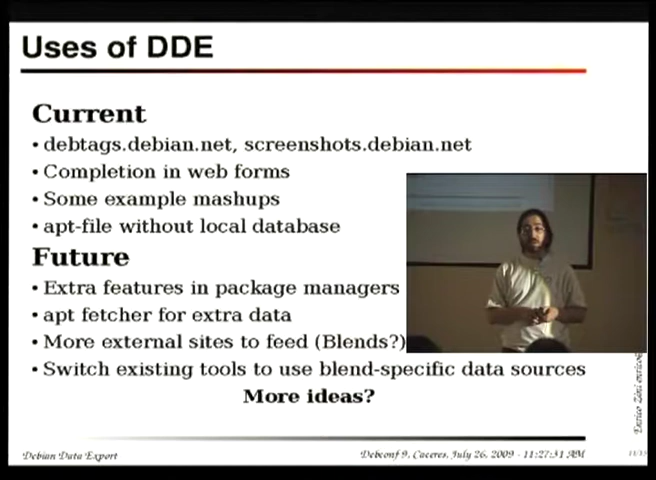 Uses of DDE
Current
• debtags.debian.net, screenshots.debian.net
• Completion in web forms
• Some example mashups
• apt-file without local database
Future
• Extra features in package managers
• apt fetcher for extra data
• More external sites to feed (Blends?)
• Switch existing tools to use blend-specific data sources
More ideas?
Enrico Zini
Debian Data Export
Debconf 9, Caceres, July 26, 2009 - 11:27:31 AM